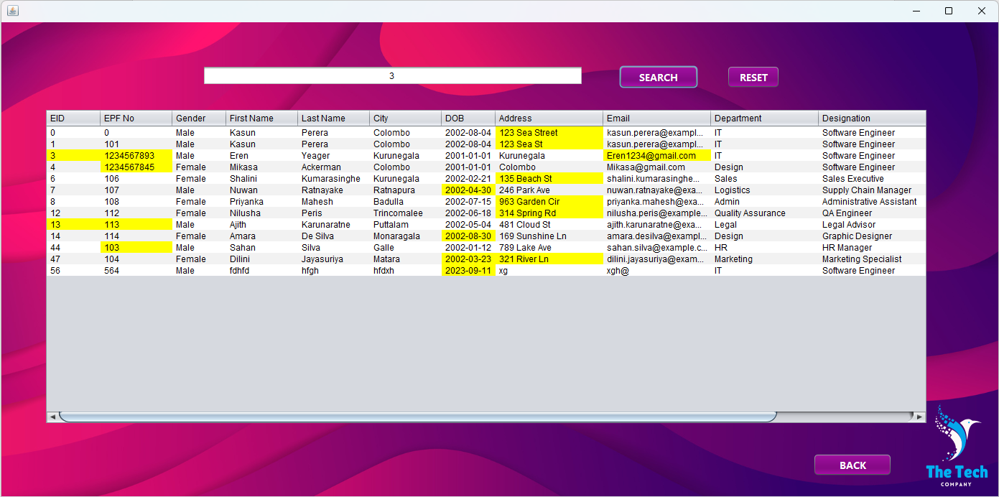 3
SEARCH
RESET
EID EPF No Gender First Name Last Name City DOB Address Email Department Designation
0 0 Male Kasun Perera Colombo 2002-08-04 123 Sea Street kasun.perera@exampl... IT Software Engineer
1 101 Male Kasun Perera Colombo 2002-08-04 123 Sea St kasun.perera@exampl... IT Software Engineer
3 1234567893 Male Eren Yeager Kurunegala 2001-01-01 Kurunegala Eren1234@gmail.com IT Software Engineer
4 1234567845 Female Mikasa Ackerman Colombo 2001-01-01 Colombo Mikasa@gmail.com Design Software Engineer
6 106 Female Shalini Kumarasinghe Kurunegala 2002-02-21 135 Beach St shalini.kumarasinghe... Sales Sales Executive
7 107 Male Nuwan Ratnayake Ratnapura 2002-04-30 246 Park Ave nuwan.ratnayake@exa... Logistics Supply Chain Manager
8 108 Female Priyanka Mahesh Badulla 2002-07-15 963 Garden Cir priyanka.mahesh@exa... Admin Administrative Assistant
12 112 Female Nilusha Peris Trincomalee 2002-06-18 314 Spring Rd nilusha.peris@example... Quality Assurance QA Engineer
13 113 Male Ajith Karunaratne Puttalam 2002-05-04 481 Cloud St ajith.karunaratne@exa... Legal Legal Advisor
14 114 Female Amara De Silva Monaragala 2002-08-30 169 Sunshine Ln amara.desilva@exampl... Design Graphic Designer
44 103 Male Sahan Silva Galle 2002-01-12 789 Lake Ave sahan.silva@example.c... HR HR Manager
47 104 Female Dilini Jayasuriya Matara 2002-03-23 321 River Ln dilini.jayasuriya@exam... Marketing Marketing Specialist
56 564 Male fdhfd hfgh hfdxh 2023-09-11 xg xgh@ IT Software Engineer
BACK
The Tech
COMPANY